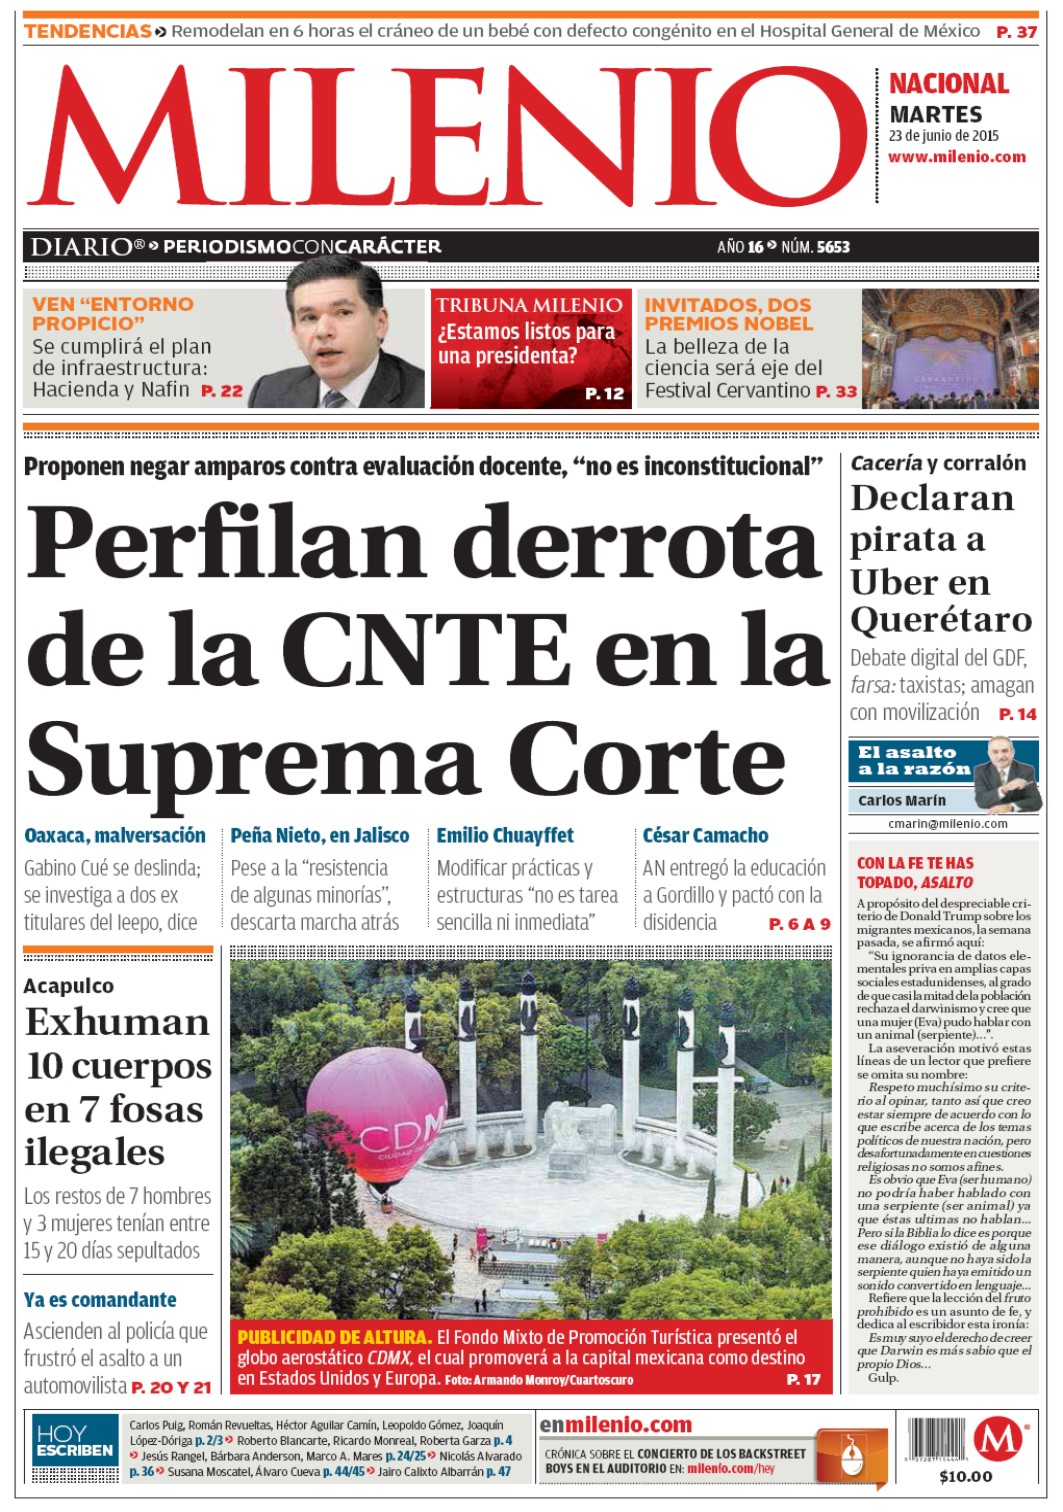 TENDENCIAS Remodelan en 6 horas el cráneo de un bebé con defecto congénito en el Hospital General de México P. 37
MILENIO
NACIONAL
MARTES
23 de junio de 2015
www.milenio.com
DIARIO® PERIODISMOCONCARÁCTER
AÑO 16 NÚM. 5653
VEN “ENTORNO
PROPICIO”
Se cumplirá el plan
de infraestructura:
Hacienda y Nafin P. 22
TRIBUNA MILENIO
¿Estamos listos para
una presidenta?
P. 12
INVITADOS, DOS
PREMIOS NOBEL
La belleza de la
ciencia será eje del
Festival Cervantino P. 33
CERVANTINO
Proponen negar amparos contra evaluación docente, “no es inconstitucional”
Perfilan derrota
de la CNTE en la
Suprema Corte
Oaxaca, malversación
Gabino Cué se deslinda;
se investiga a dos ex
titulares del Ieepo, dice
Peña Nieto, en Jalisco
Pese a la “resistencia
de algunas minorías”,
descarta marcha atrás
Emilio Chuayffet
Modificar prácticas y
estructuras “no es tarea
sencilla ni inmediata”
César Camacho
AN entregó la educación
a Gordillo y pactó con la
disidencia P. 6 A 9
Cacería y corralón
Declaran
pirata a
Uber en
Querétaro
Debate digital del GDF,
farsa: taxistas; amagan
con movilización P. 14
El asalto
a la razón
Carlos Marín
cmarin@milenio.com
CON LA FE TE HAS
TOPADO, ASALTO
A propósito del despreciable cri-
terio de Donald Trump sobre los
migrantes mexicanos, la semana
pasada, se afirmó aquí:
“Su ignorancia de datos ele-
mentales priva en amplias capas
sociales estadunidenses, al grado
de que casi la mitad de la población
rechaza el darwinismo y cree que
una mujer (Eva) pudo hablar con
un animal (serpiente)...”.
La aseveración motivó estas
líneas de un lector que prefiere
se omita su nombre:
Respeto muchísimo su crite-
rio al opinar, tanto así que creo
estar siempre de acuerdo con lo
que escribe acerca de los temas
políticos de nuestra nación, pero
desafortunadamente en cuestiones
religiosas no somos afines.
Es obvio que Eva (ser humano)
no podría haber hablado con
una serpiente (ser animal) ya
que éstas ultimas no hablan...
Pero si la Biblia lo dice es porque
ese diálogo existió de alguna
manera, aunque no haya sido la
serpiente quien haya emitido un
sonido convertido en lenguaje...
Refiere que la lección del fruto
prohibido es un asunto de fe, y
dedica al escribidor esta ironía:
Es muy suyo el derecho de creer
que Darwin es más sabio que el
propio Dios...
Gulp.
Acapulco
Exhuman
10 cuerpos
en 7 fosas
ilegales
Los restos de 7 hombres
y 3 mujeres tenían entre
15 y 20 días sepultados
Ya es comandante
Ascienden al policía que
frustró el asalto a un
automovilista P. 20 Y 21
CDM
CIUDAD
PUBLICIDAD DE ALTURA. El Fondo Mixto de Promoción Turística presentó el
globo aerostático CDMX, el cual promoverá a la capital mexicana como destino
en Estados Unidos y Europa. Foto: Armando Monroy/Cuartoscuro P. 17
HOY
ESCRIBEN
Carlos Puig, Román Revueltas, Héctor Aguilar Camín, Leopoldo Gómez, Joaquín
López-Dóriga p. 2/3 Roberto Blancarte, Ricardo Monreal, Roberta Garza p. 4
Jesús Rangel, Bárbara Anderson, Marco A. Mares p. 24/25 Nicolás Alvarado
p. 36 Susana Moscatel, Álvaro Cueva p. 44/45 Jairo Calixto Albarrán p. 47
enmilenio.com
CRÓNICA SOBRE EL CONCIERTO DE LOS BACKSTREET
BOYS EN EL AUDITORIO EN: milenio.com/hey
M®
$10.00